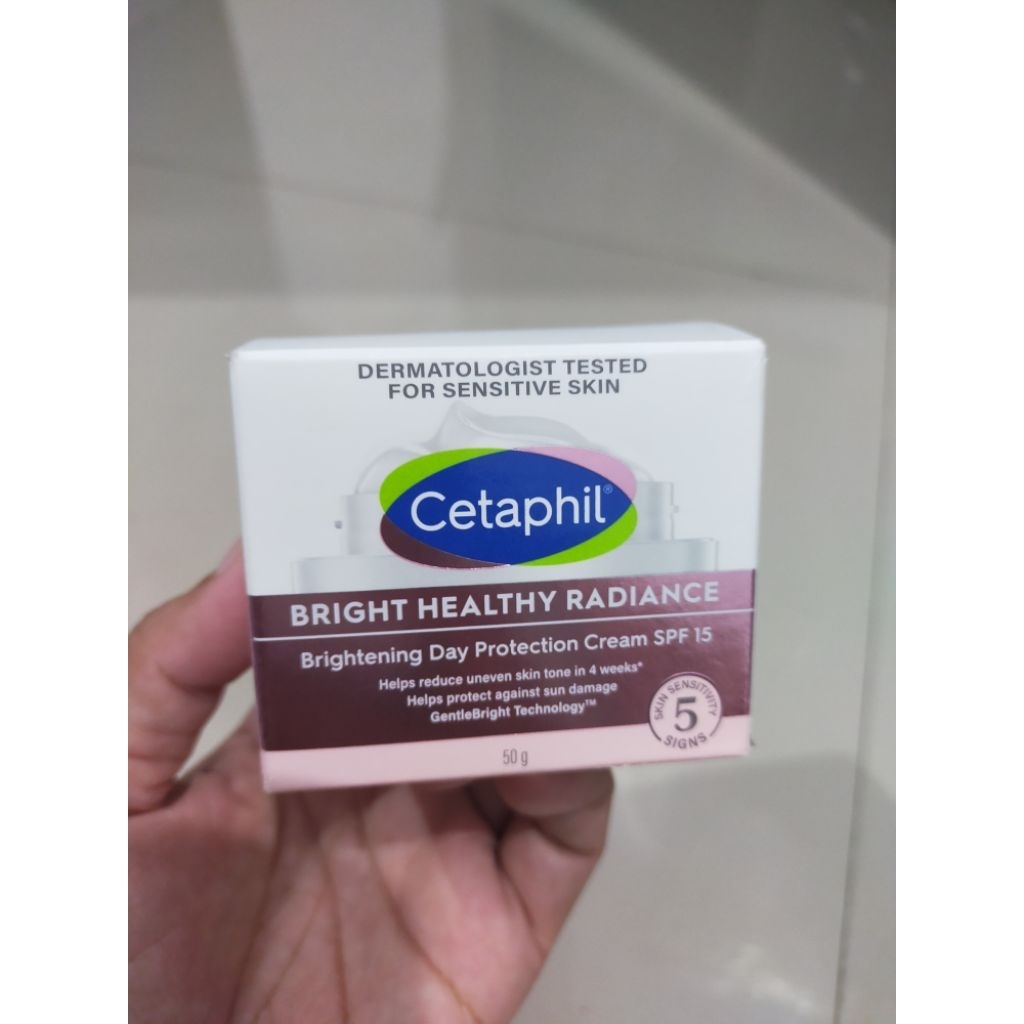 DERMATOLOGIST TESTED
FOR SENSITIVE SKIN
Cetaphil®
BRIGHT HEALTHY RADIANCE
Brightening Day Protection Cream SPF 15
Helps reduce uneven skin tone in 4 weeks*
Helps protect against sun damage
GentleBright Technology™
SKIN SENSITIVITY
5
SIGNS
50 g